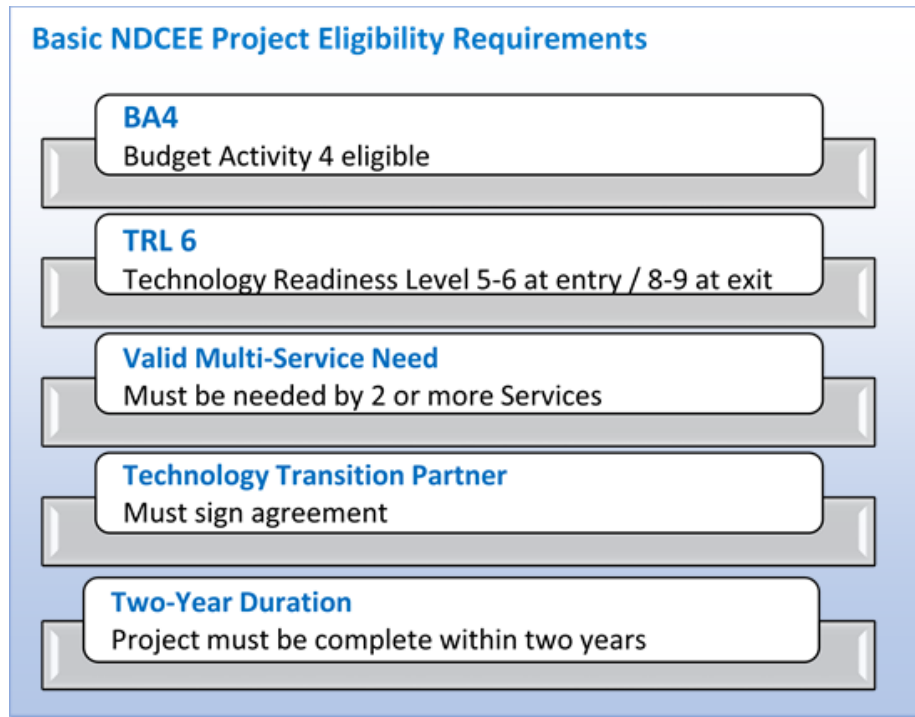 Basic NDCEE Project Eligibility Requirements
BA4
Budget Activity 4 eligible
TRL 6
Technology Readiness Level 5-6 at entry / 8-9 at exit
Valid Multi-Service Need
Must be needed by 2 or more Services
Technology Transition Partner
Must sign agreement
Two-Year Duration
Project must be complete within two years